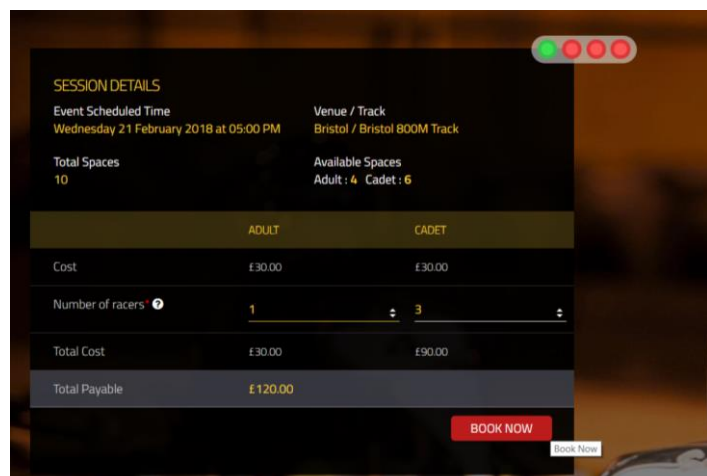 SESSION DETAILS
Event Scheduled Time
Wednesday 21 February 2018 at 05:00 PM
Venue / Track
Bristol / Bristol 800M Track
Total Spaces
10
Available Spaces
Adult : 4 Cadet : 6
ADULT CADET
Cost £30.00 £30.00
Number of racers* ? 1 3
Total Cost £30.00 £90.00
Total Payable £120.00
BOOK NOW
Book Now